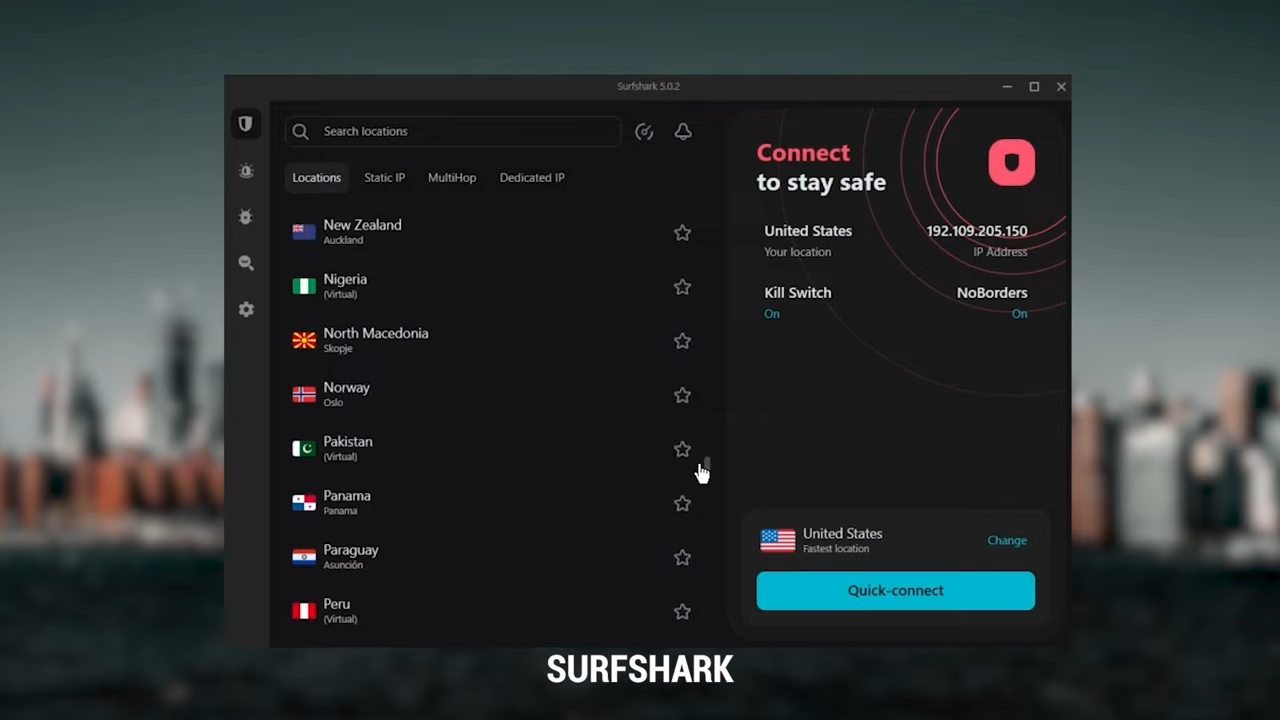 Surfshark 5.0.2
Search locations
Locations Static IP MultiHop Dedicated IP
New Zealand
Auckland
Nigeria
(Virtual)
North Macedonia
Skopje
Norway
Oslo
Pakistan
(Virtual)
Panama
Panama
Paraguay
Asunción
Peru
(Virtual)
Connect
to stay safe
United States 192.109.205.150
Your location IP Address
Kill Switch NoBorders
On On
United States
Fastest location
Change
Quick-connect
SURFSHARK